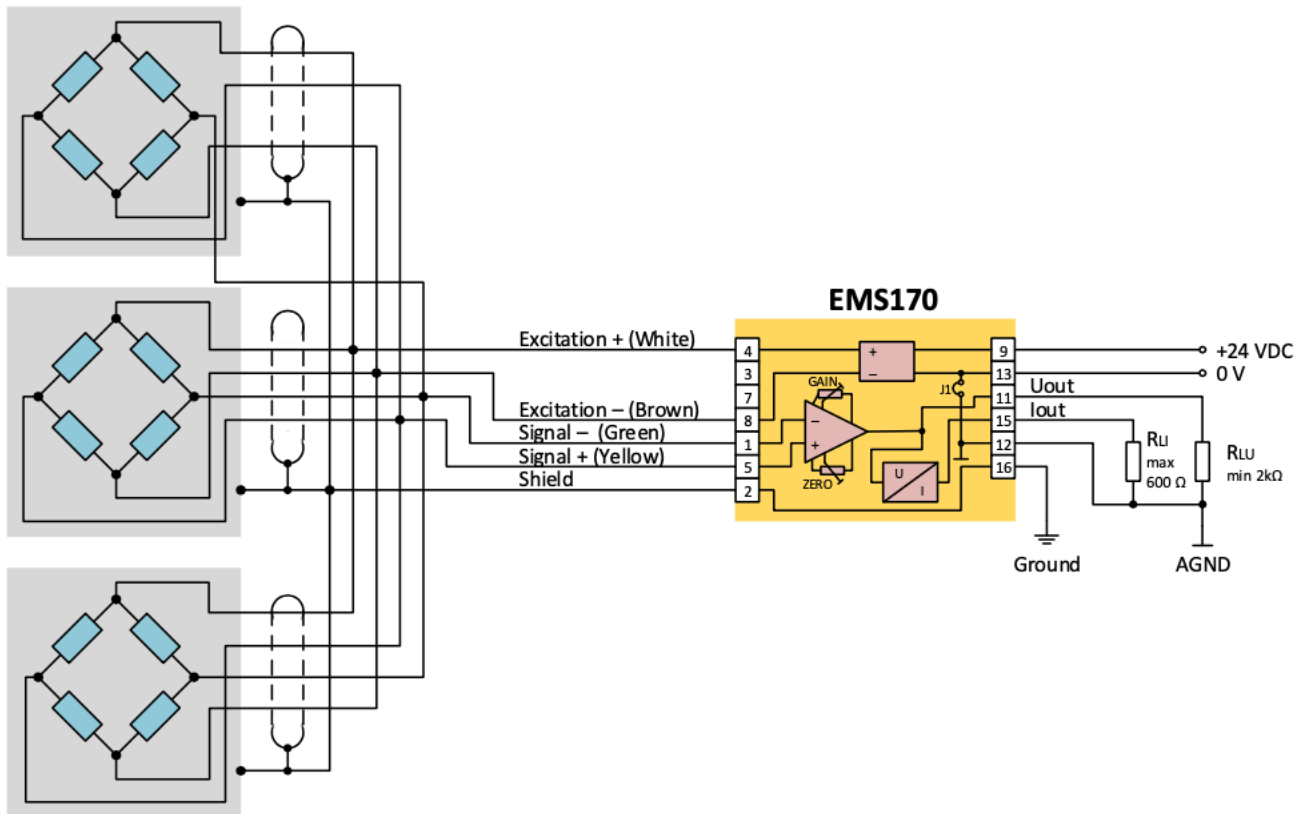 EMS170
Excitation + (White)
Excitation – (Brown)
Signal – (Green)
Signal + (Yellow)
Shield
4
3
7
8
1
5
2
+
–
GAIN
–
+
ZERO
U
I
J1
9
13
11
15
12
16
+24 VDC
0 V
Uout
Iout
RLI
max
600 Ω
RLU
min 2kΩ
Ground
AGND